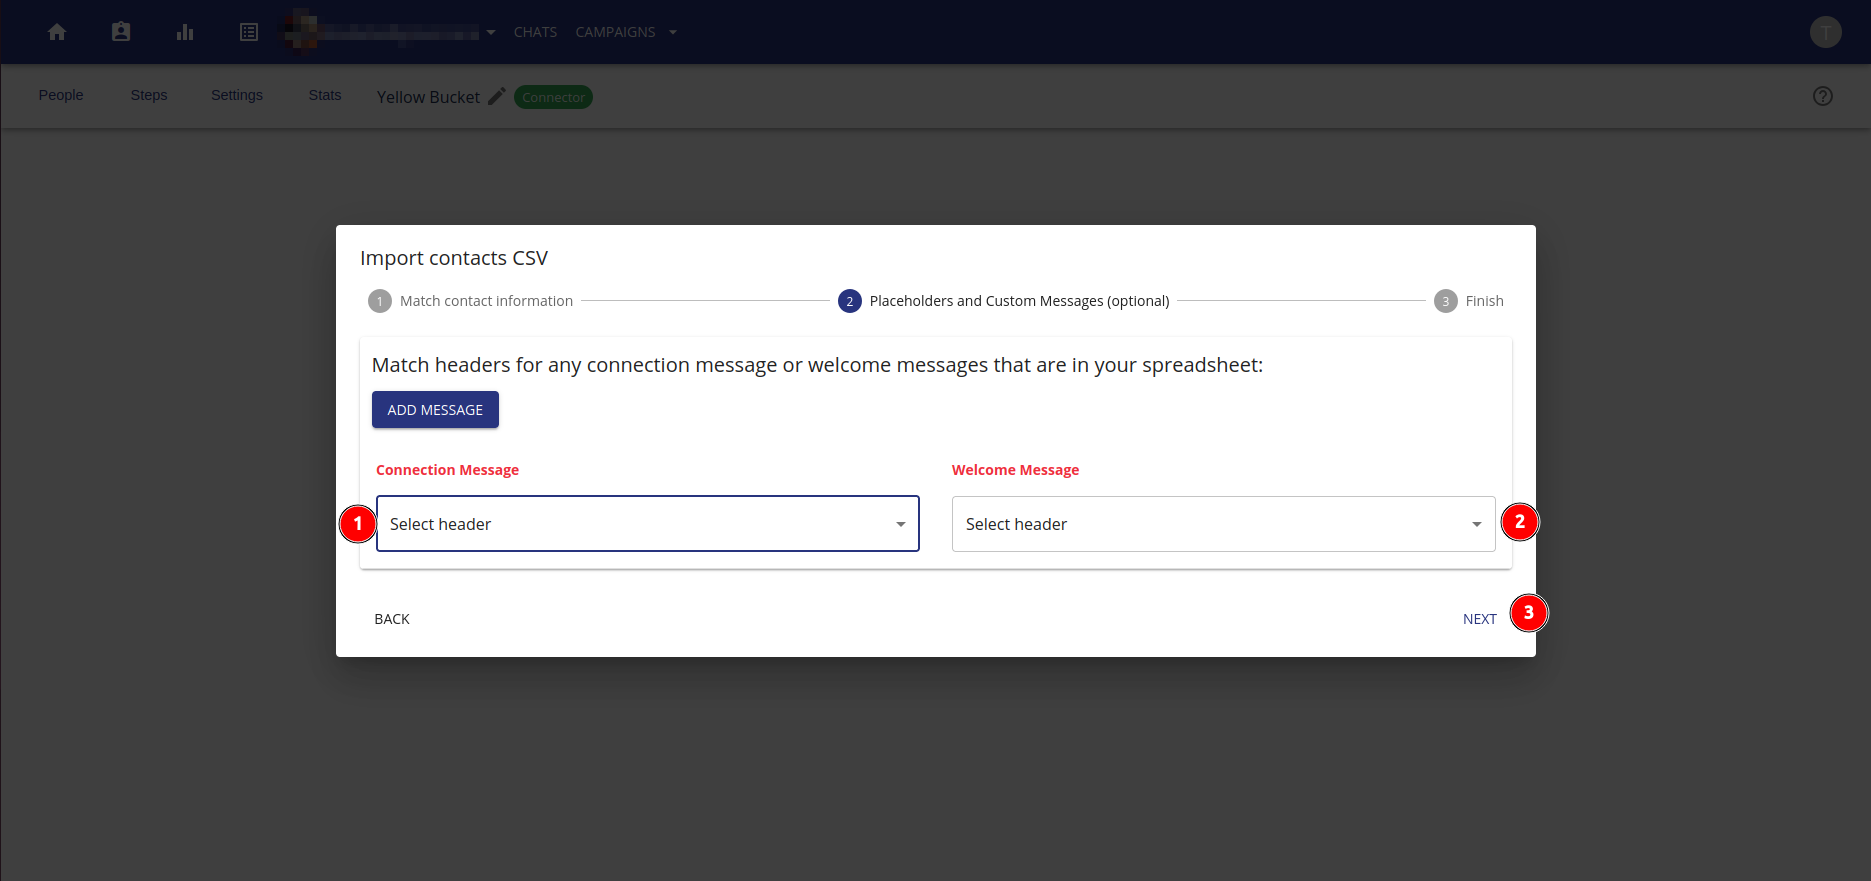 CHATS CAMPAIGNS T
People Steps Settings Stats Yellow Bucket Connector ?
Import contacts CSV
1 Match contact information 2 Placeholders and Custom Messages (optional) 3 Finish
Match headers for any connection message or welcome messages that are in your spreadsheet:
ADD MESSAGE
Connection Message Welcome Message
1 Select header Select header 2
BACK NEXT 3